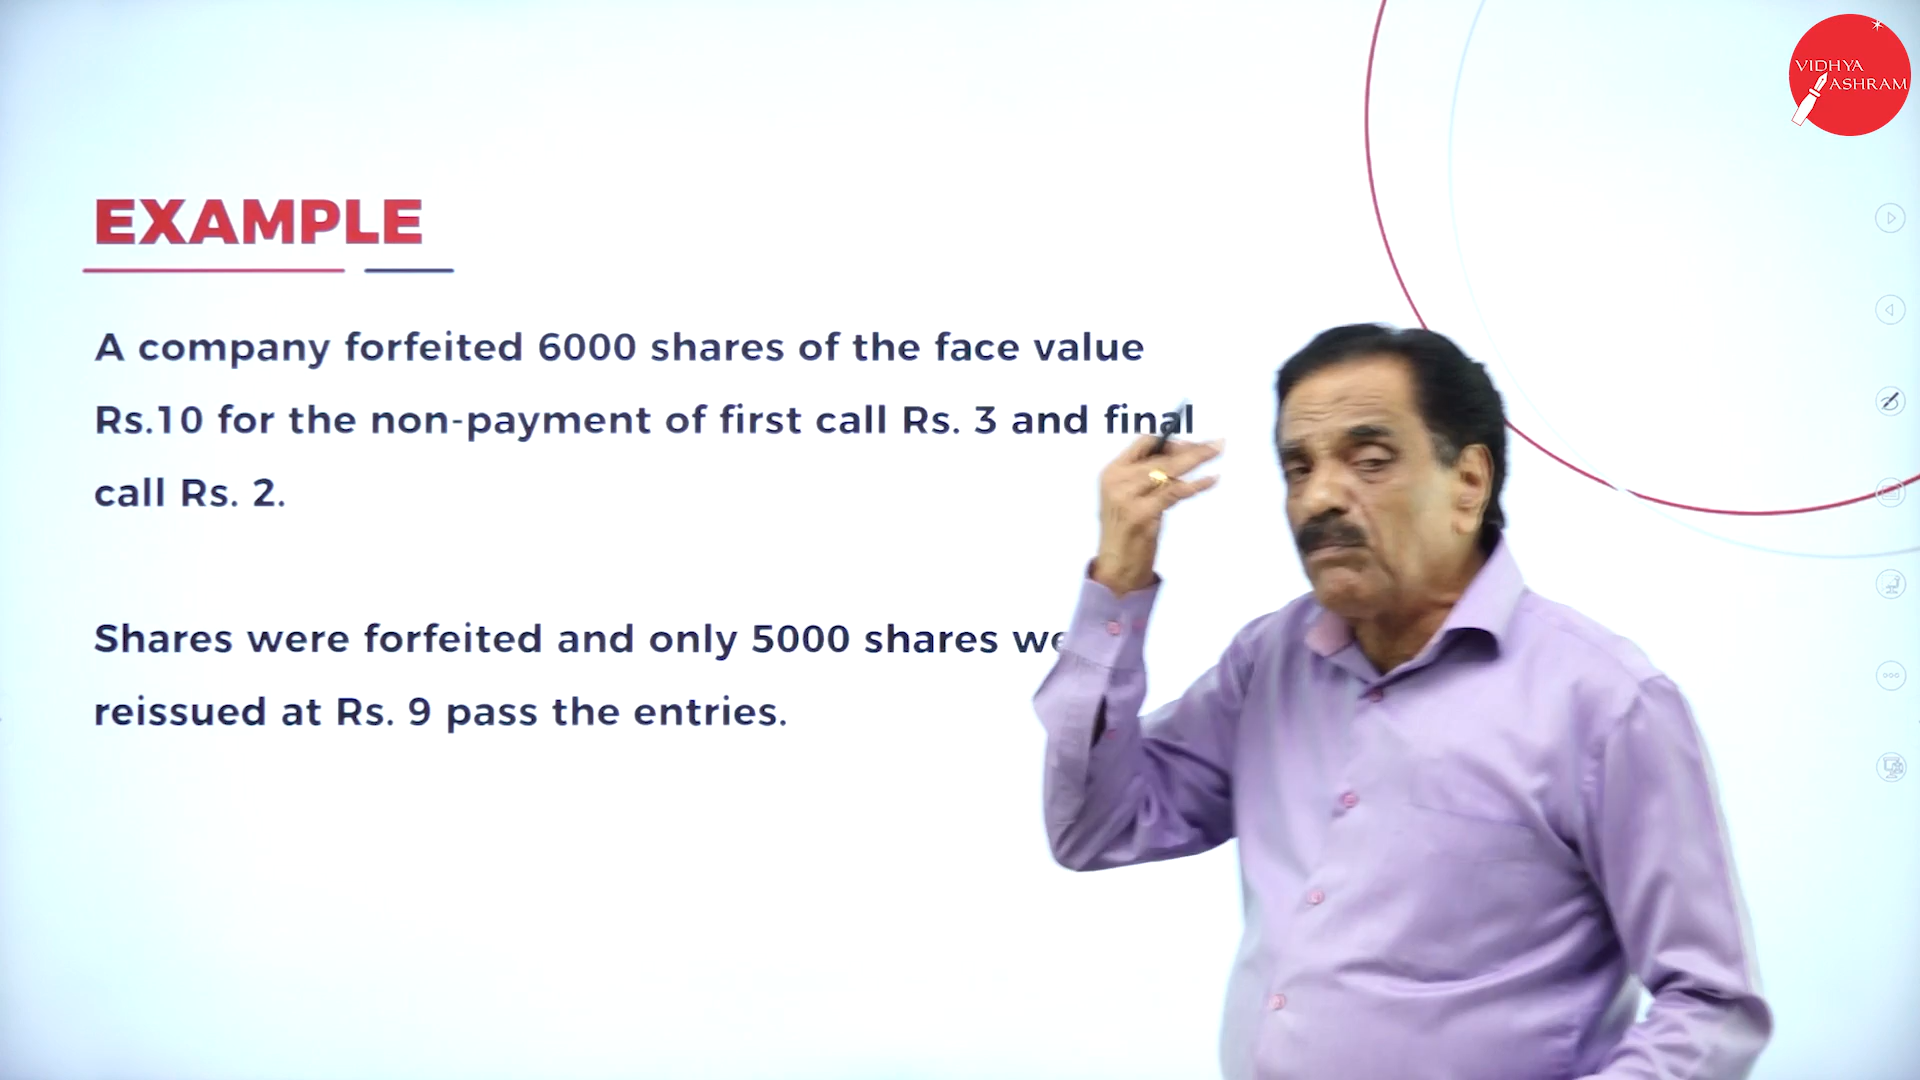 VIDHYA
ASHRAM
EXAMPLE
A company forfeited 6000 shares of the face value
Rs.10 for the non-payment of first call Rs. 3 and final
call Rs. 2.
Shares were forfeited and only 5000 shares
reissued at Rs. 9 pass the entries.